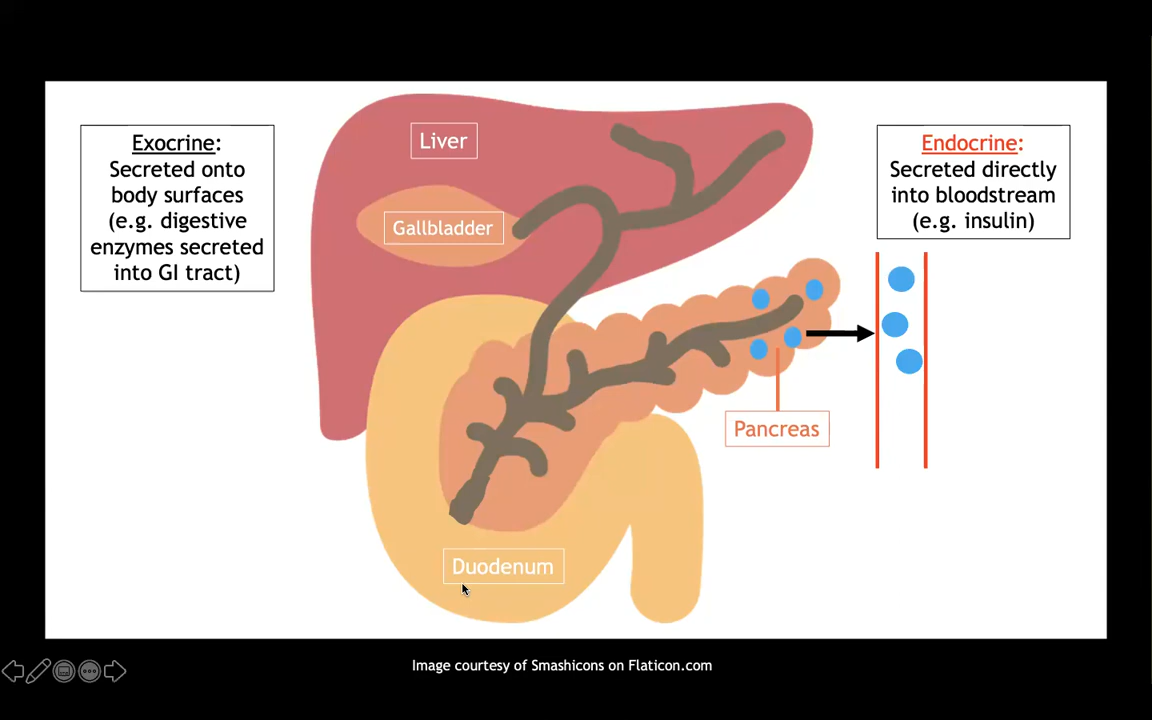 Exocrine:
Secreted onto
body surfaces
(e.g. digestive
enzymes secreted
into GI tract)
Liver
Gallbladder
Endocrine:
Secreted directly
into bloodstream
(e.g. insulin)
Pancreas
Duodenum
Image courtesy of Smashicons on Flaticon.com